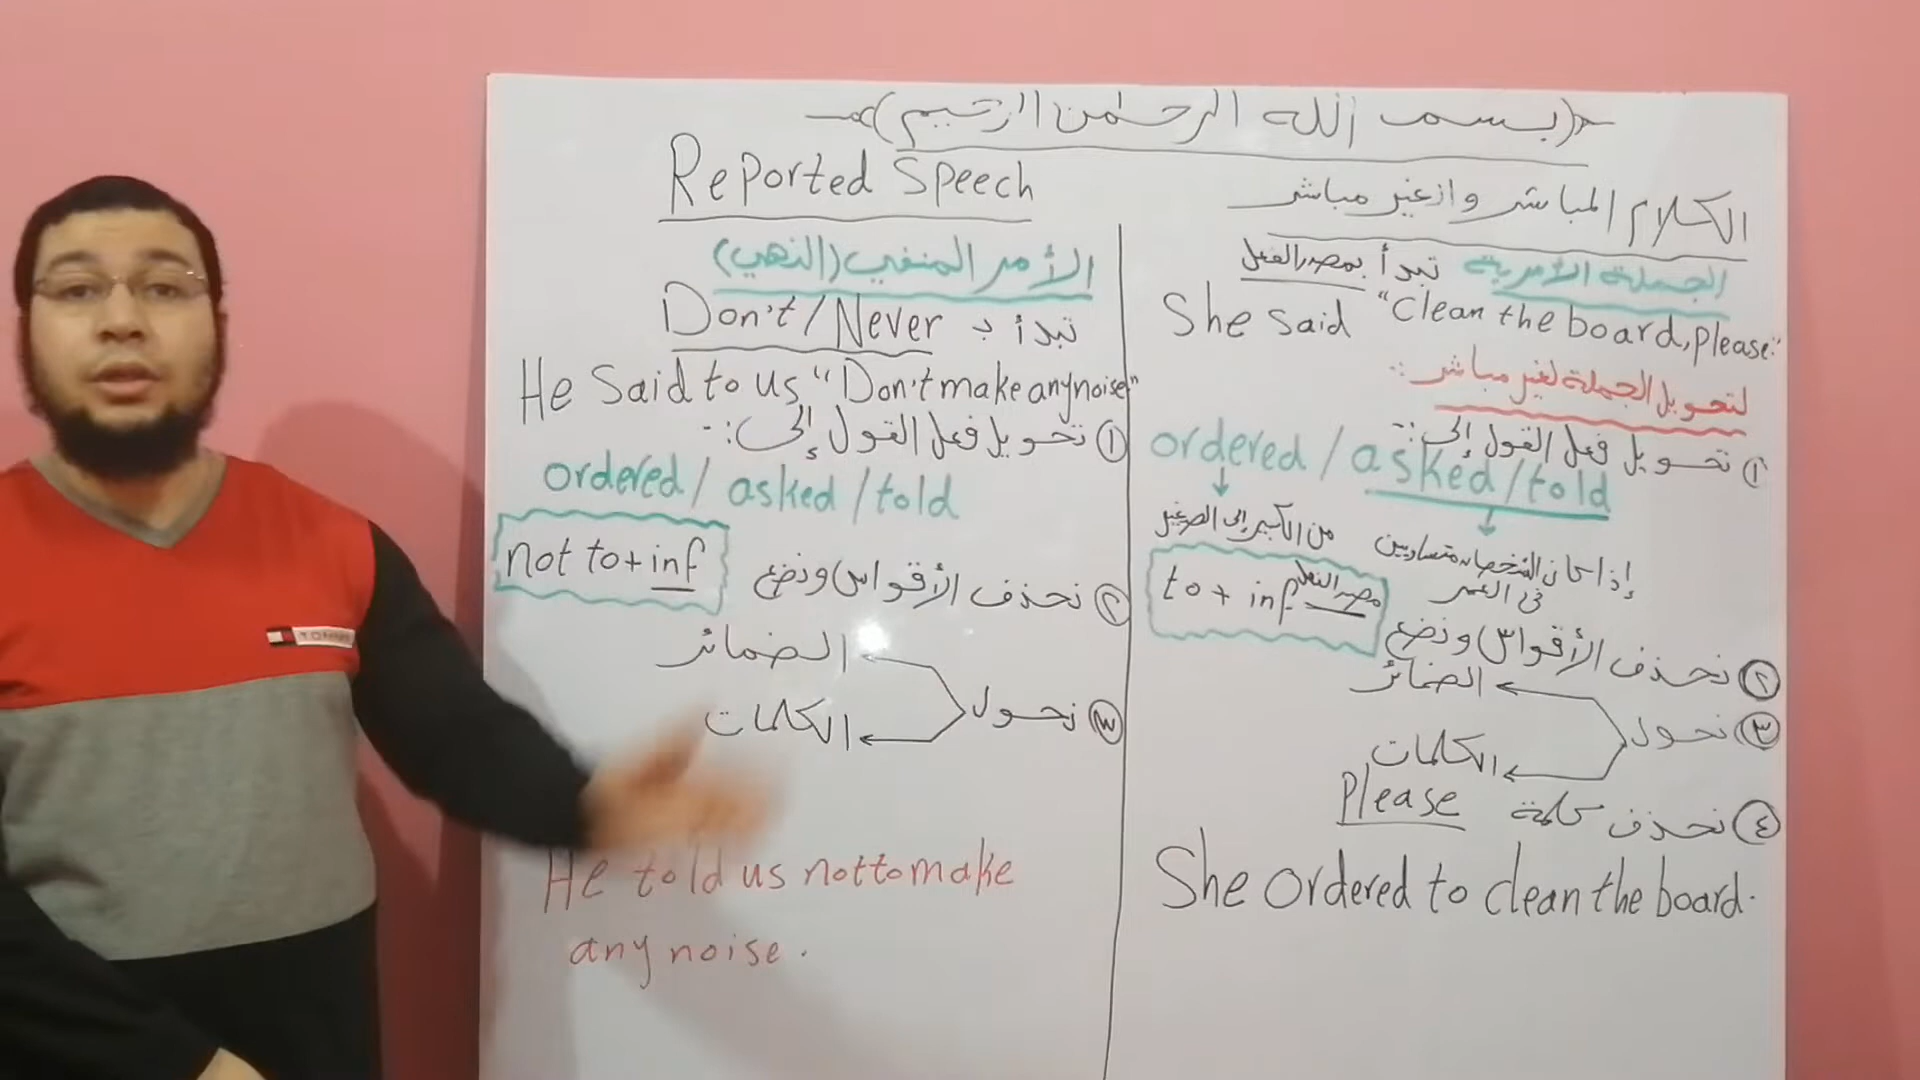 بسم الله الرحمن الرحيم
Reported Speech
الكلام المباشر والغير مباشر
الجملة الأمرية تبدأ بمصدر الفعل
She said "Clean the board, please."
لتحويل الجملة لغير مباشر :-
١) تحويل فعل القول إلى :-
ordered / asked / told
من الكبير إلى الصغير
إذا كان الشخصان متساويين
فى العمر
② نحذف الأقواس ونضع
to + inf مصدر الفعل
③ نحول
الضمائر
الكلمات
④ نحذف كلمة Please
She ordered to clean the board.
الأمر المنفي (النهي)
تبدأ بـ Don't / Never
He said to us "Don't make any noise"
① تحويل فعل القول إلى :-
ordered / asked / told
② نحذف الأقواس ونضع
not to + inf
③ نحول
الضمائر
الكلمات
He told us not to make
any noise.
TOMMY